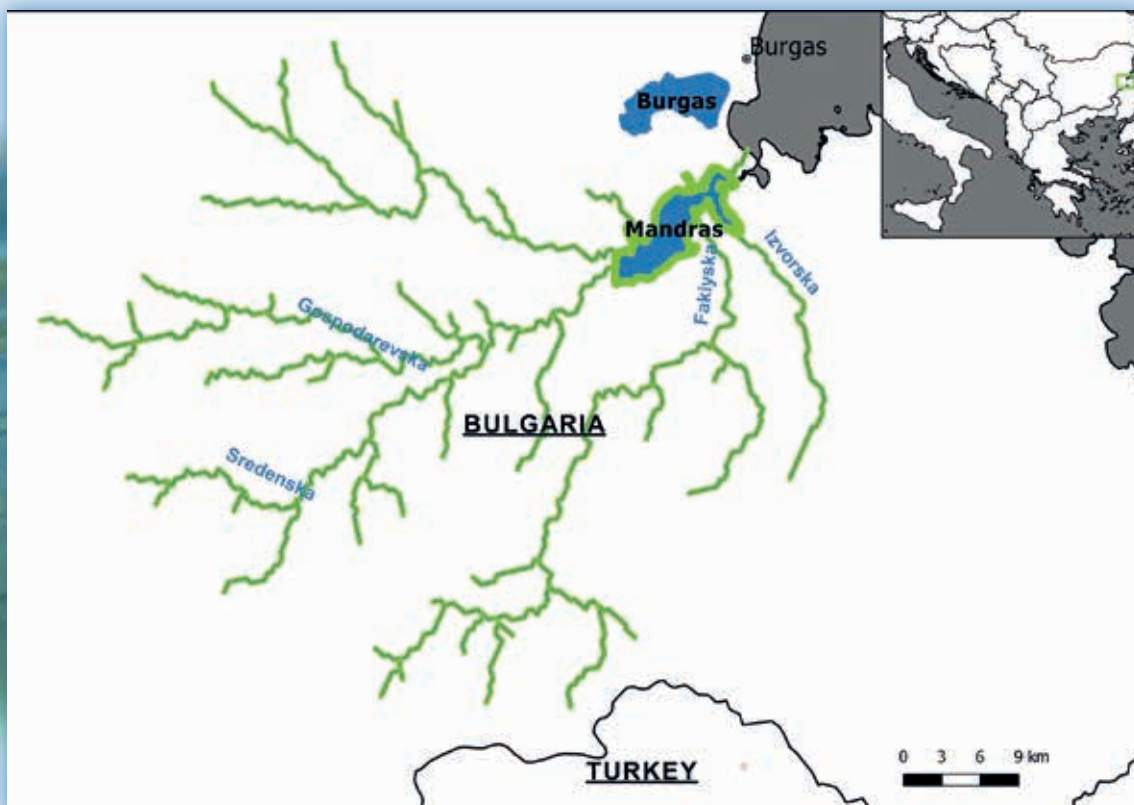 Burgas
Burgas
Mandras
Izvorska
Fakiyska
Gospodarevska
BULGARIA
Sredenska
TURKEY
0 3 6 9 km